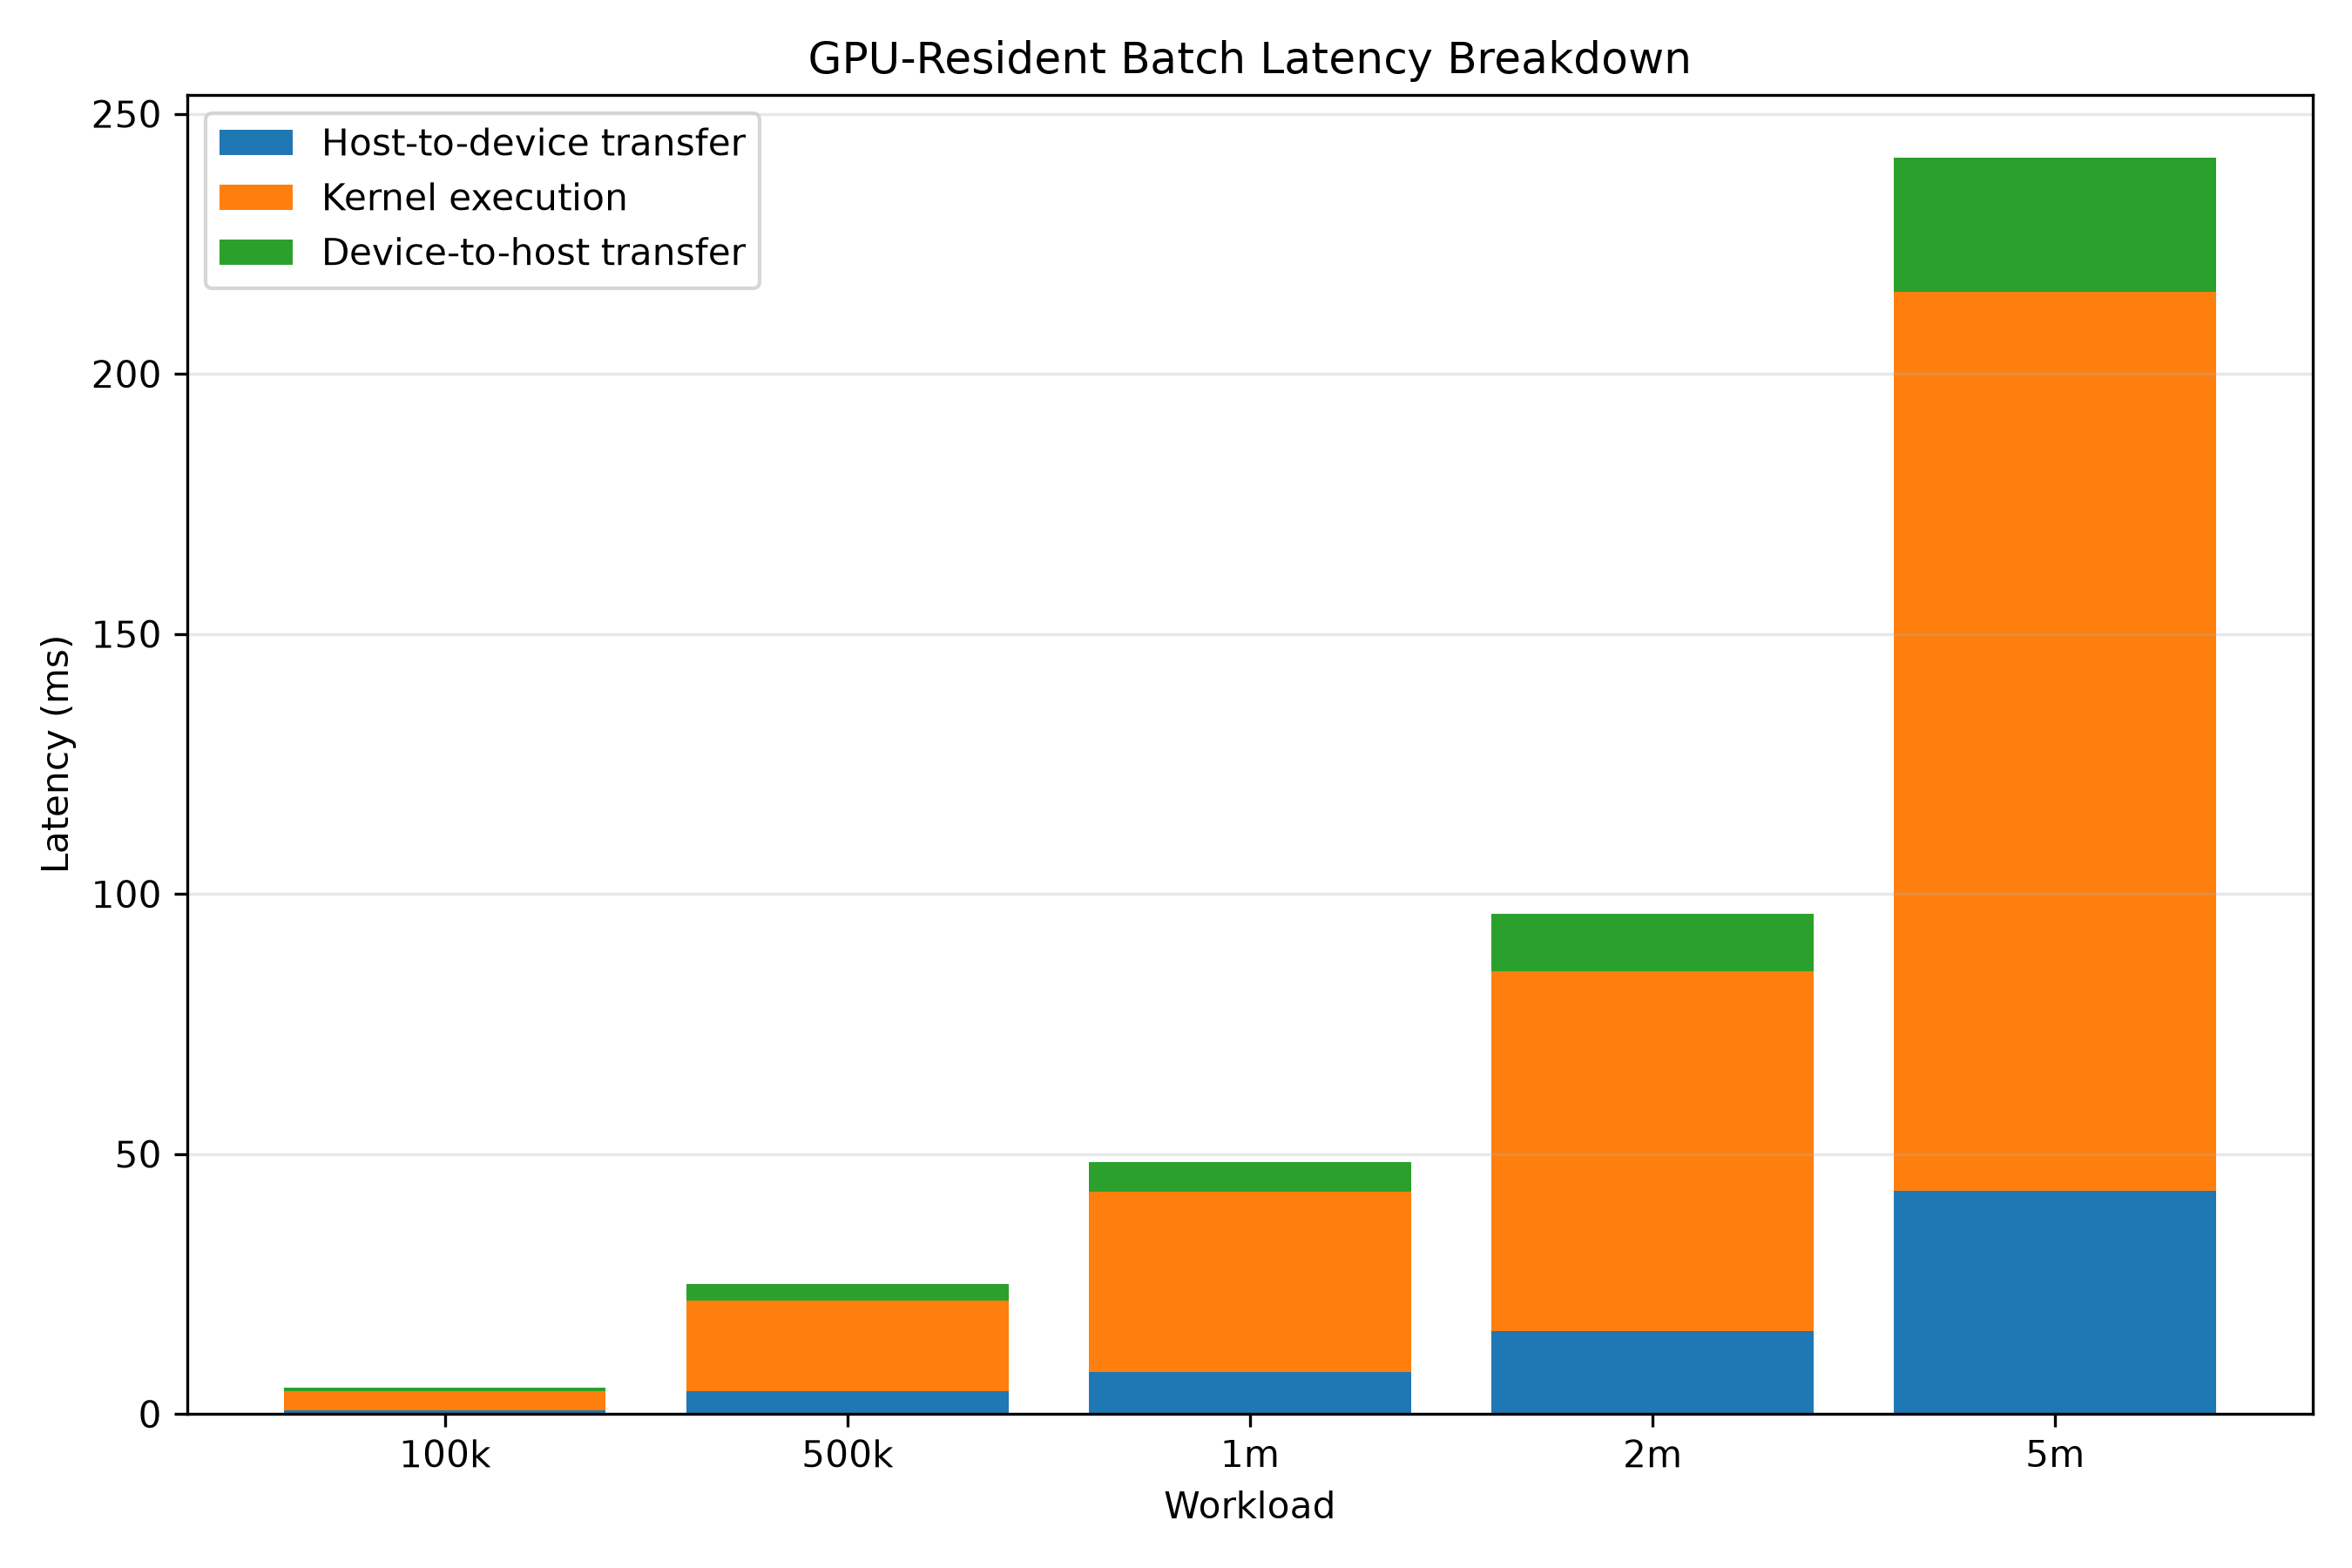 GPU-Resident Batch Latency Breakdown
Host-to-device transfer
Kernel execution
Device-to-host transfer
Latency (ms)
250
200
150
100
50
0
100k 500k 1m 2m 5m
Workload